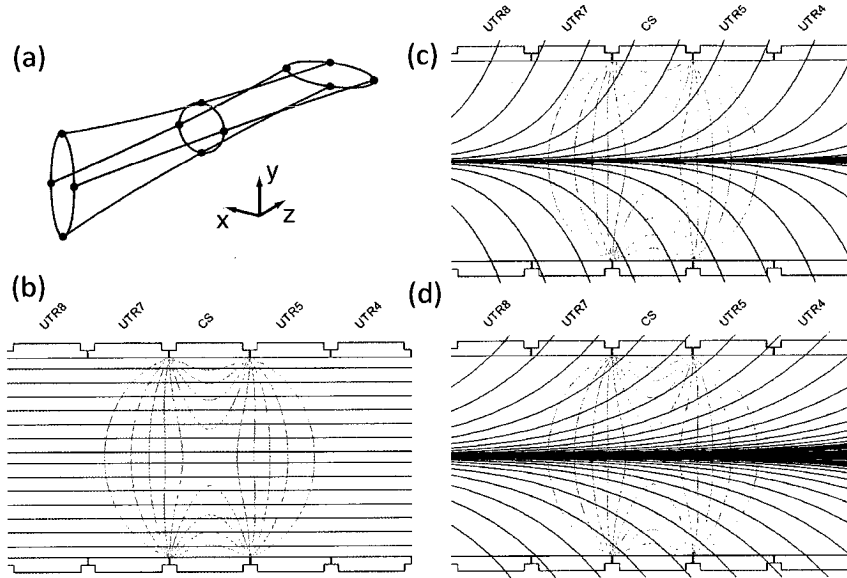 (a)
y
x
z
(b)
UTR8 UTR7 CS UTR5 UTR4
(c)
UTR8 UTR7 CS UTR5 UTR4
(d)
UTR8 UTR7 CS UTR5 UTR4